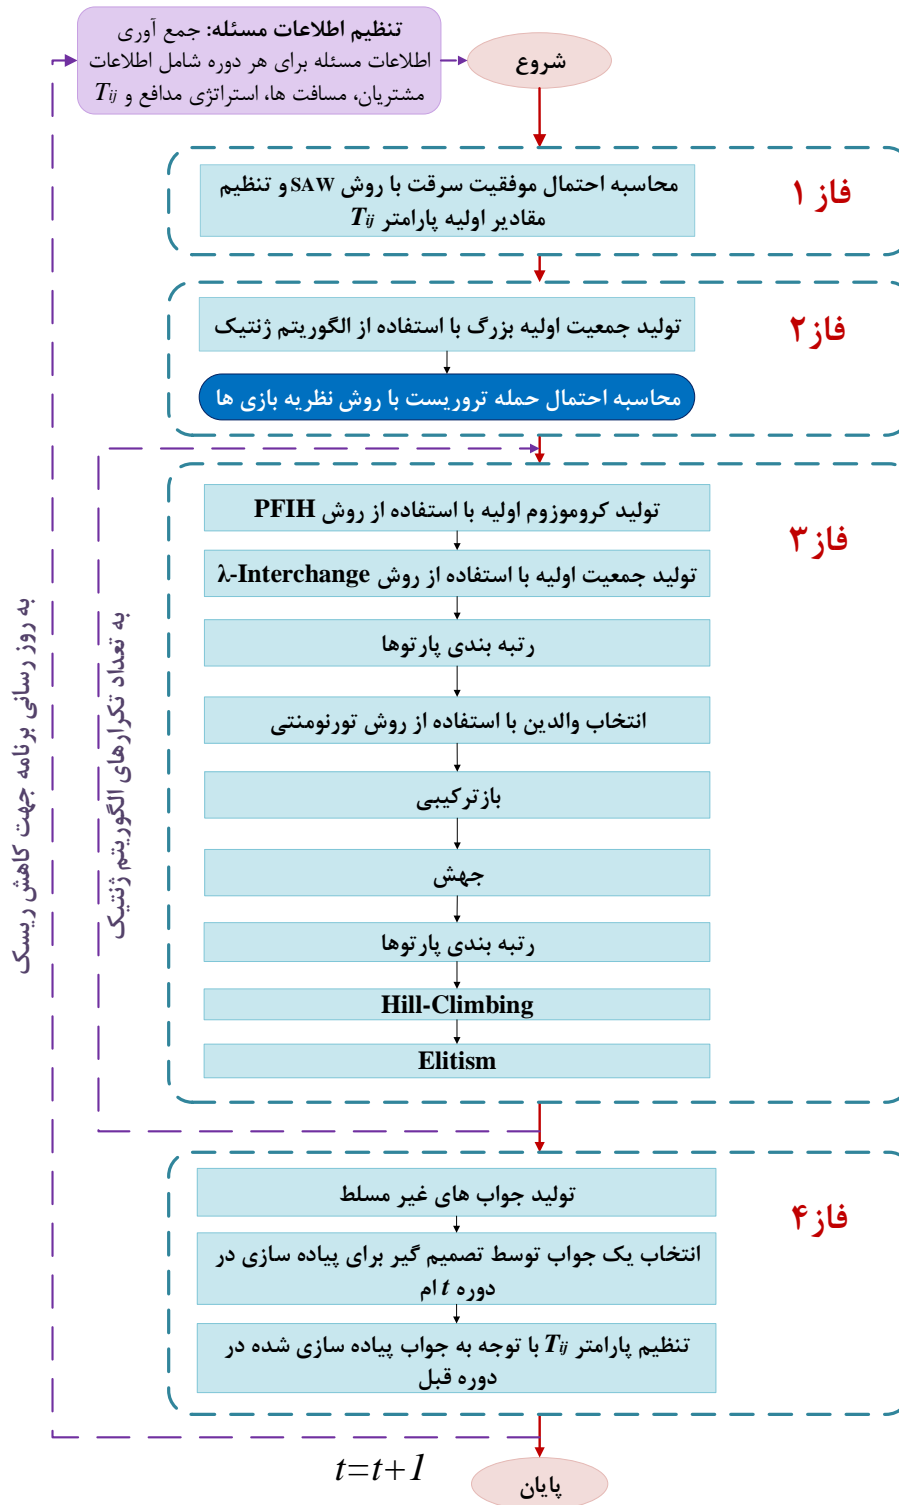 تنظیم اطلاعات مسئله: جمع آوری
اطلاعات مسئله برای هر دوره شامل اطلاعات
مشتریان، مسافت ها، استراتژی مدافع و Tij
شروع
فاز ۱
محاسبه احتمال موفقیت سرقت با روش SAW و تنظیم
مقادیر اولیه پارامتر Tij
فاز ۲
تولید جمعیت اولیه بزرگ با استفاده از الگوریتم ژنتیک
محاسبه احتمال حمله تروریست با روش نظریه بازی ها
فاز ۳
تولید کروموزوم اولیه با استفاده از روش PFIH
تولید جمعیت اولیه با استفاده از روش λ-Interchange
رتبه بندی پارتوها
انتخاب والدین با استفاده از روش تورنومنتی
بازترکیبی
جهش
رتبه بندی پارتوها
Hill-Climbing
Elitism
به تعداد تکرارهای الگوریتم ژنتیک
به روز رسانی برنامه جهت کاهش ریسک
فاز ۴
تولید جواب های غیر مسلط
انتخاب یک جواب توسط تصمیم گیر برای پیاده سازی در
دوره t ام
تنظیم پارامتر Tij با توجه به جواب پیاده سازی شده در
دوره قبل
t=t+1
پایان